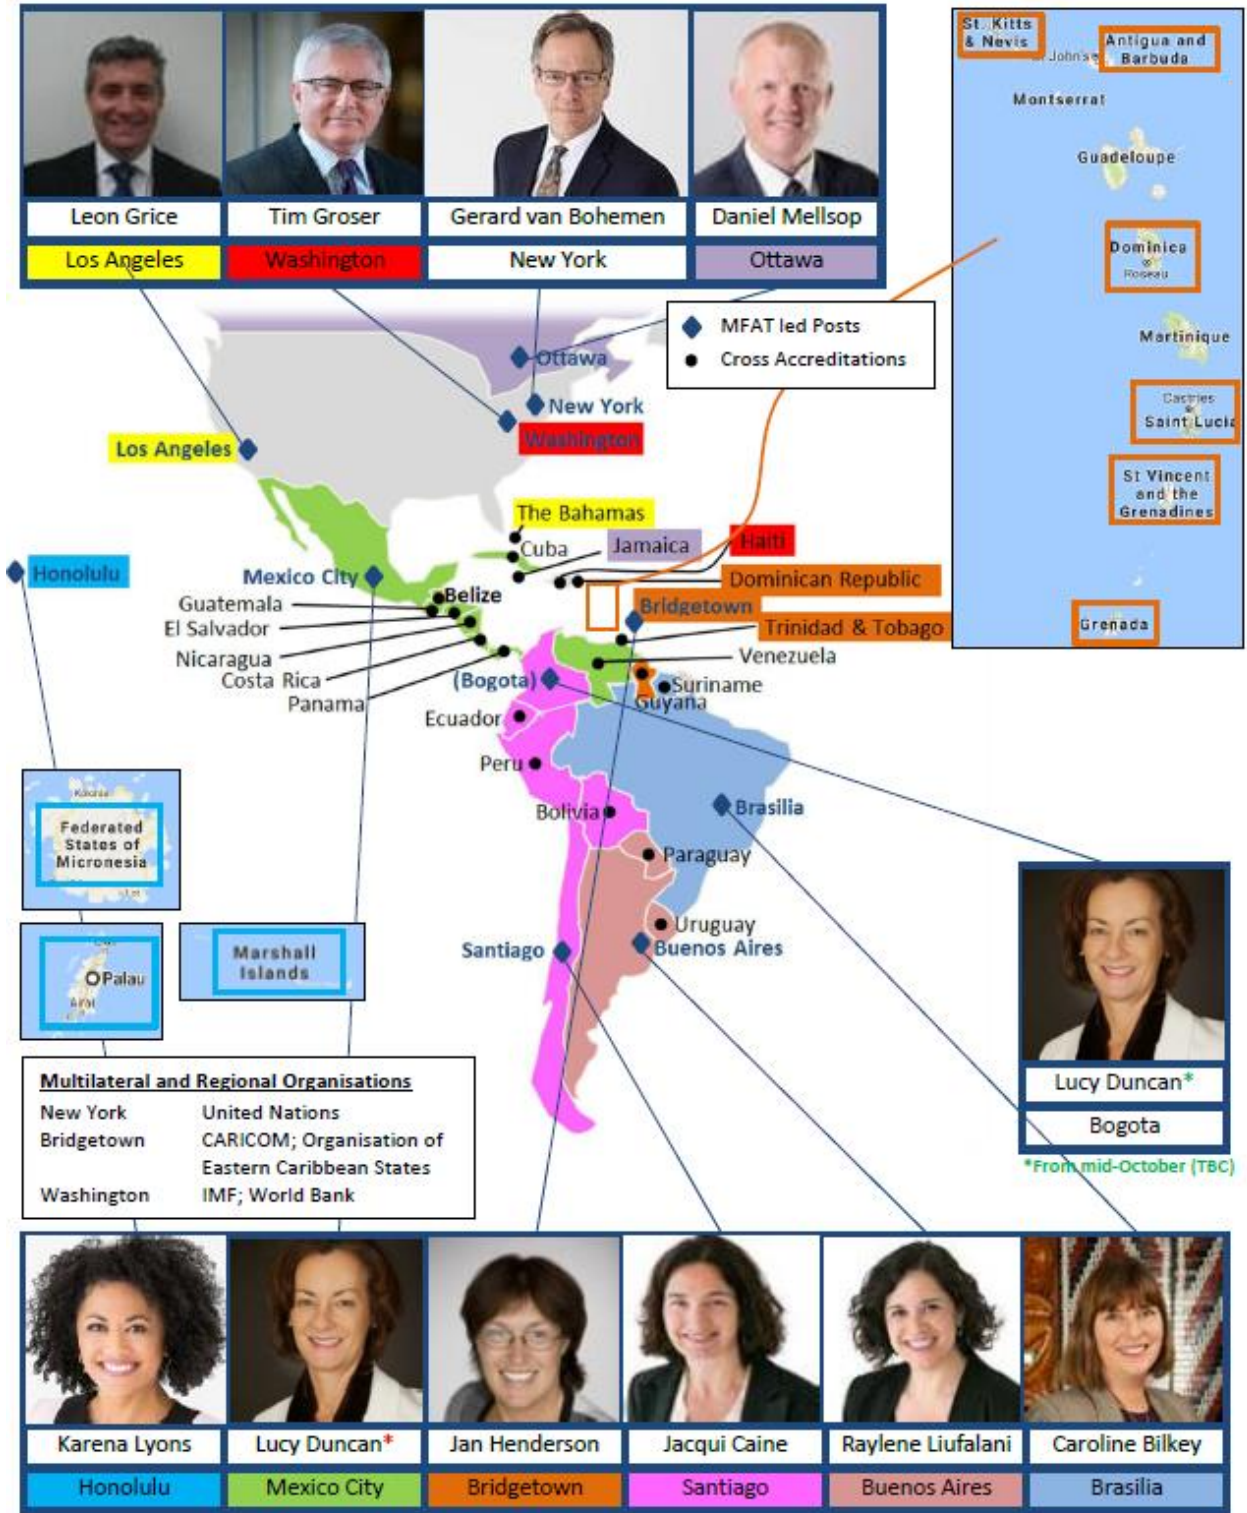 Leon Grice
Tim Groser
Gerard van Bohemen
Daniel Mellsop
Los Angeles
Washington
New York
Ottawa
St. Kitts
& Nevis
Antigua and
Barbuda
St John's
Montserrat
Guadeloupe
Dominica
Roseau
Martinique
Castries
Saint Lucia
St Vincent
and the
Grenadines
Grenada
MFAT led Posts
Cross Accreditations
Ottawa
New York
Washington
Los Angeles
The Bahamas
Cuba
Jamaica
Haiti
Dominican Republic
Honolulu
Mexico City
Belize
Bridgetown
Guatemala
El Salvador
Trinidad & Tobago
Nicaragua
Venezuela
Costa Rica
Panama
(Bogota)
Suriname
Guyana
Ecuador
Peru
Bolivia
Brasilia
Paraguay
Uruguay
Buenos Aires
Santiago
Kolonia
Federated
States of
Micronesia
Palau
Airai
Marshall
Islands
Lucy Duncan*
Bogota
*From mid-October (TBC)
Multilateral and Regional Organisations
New York United Nations
Bridgetown CARICOM; Organisation of
Eastern Caribbean States
Washington IMF; World Bank
Karena Lyons
Lucy Duncan*
Jan Henderson
Jacqui Caine
Raylene Liufalani
Caroline Bilkey
Honolulu
Mexico City
Bridgetown
Santiago
Buenos Aires
Brasilia